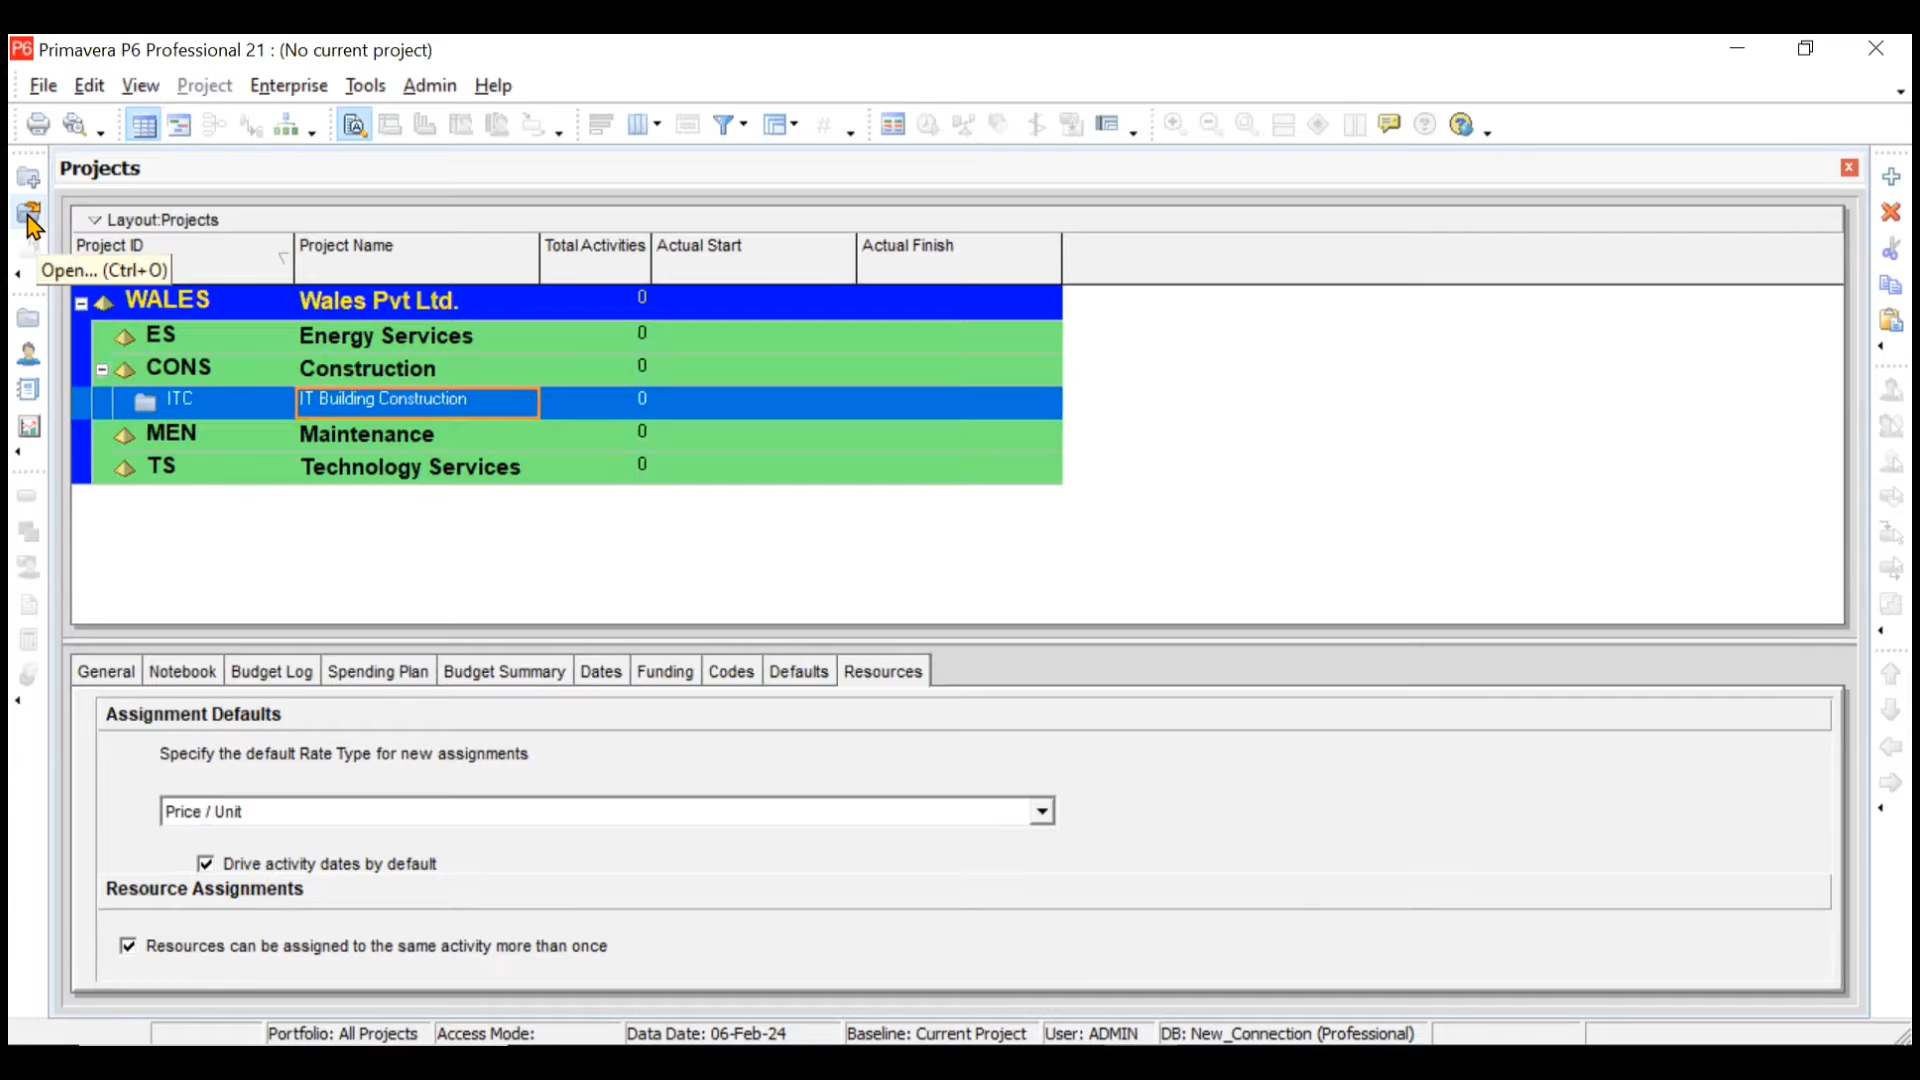 P6 Primavera P6 Professional 21 : (No current project)
File Edit View Project Enterprise Tools Admin Help
Projects
Layout:Projects
Project ID Project Name Total Activities Actual Start Actual Finish
Open... (Ctrl+O)
WALES Wales Pvt Ltd. 0
ES Energy Services 0
CONS Construction 0
ITC IT Building Construction 0
MEN Maintenance 0
TS Technology Services 0
General Notebook Budget Log Spending Plan Budget Summary Dates Funding Codes Defaults Resources
Assignment Defaults
Specify the default Rate Type for new assignments
Price / Unit
Drive activity dates by default
Resource Assignments
Resources can be assigned to the same activity more than once
Portfolio: All Projects Access Mode: Data Date: 06-Feb-24 Baseline: Current Project User: ADMIN DB: New_Connection (Professional)